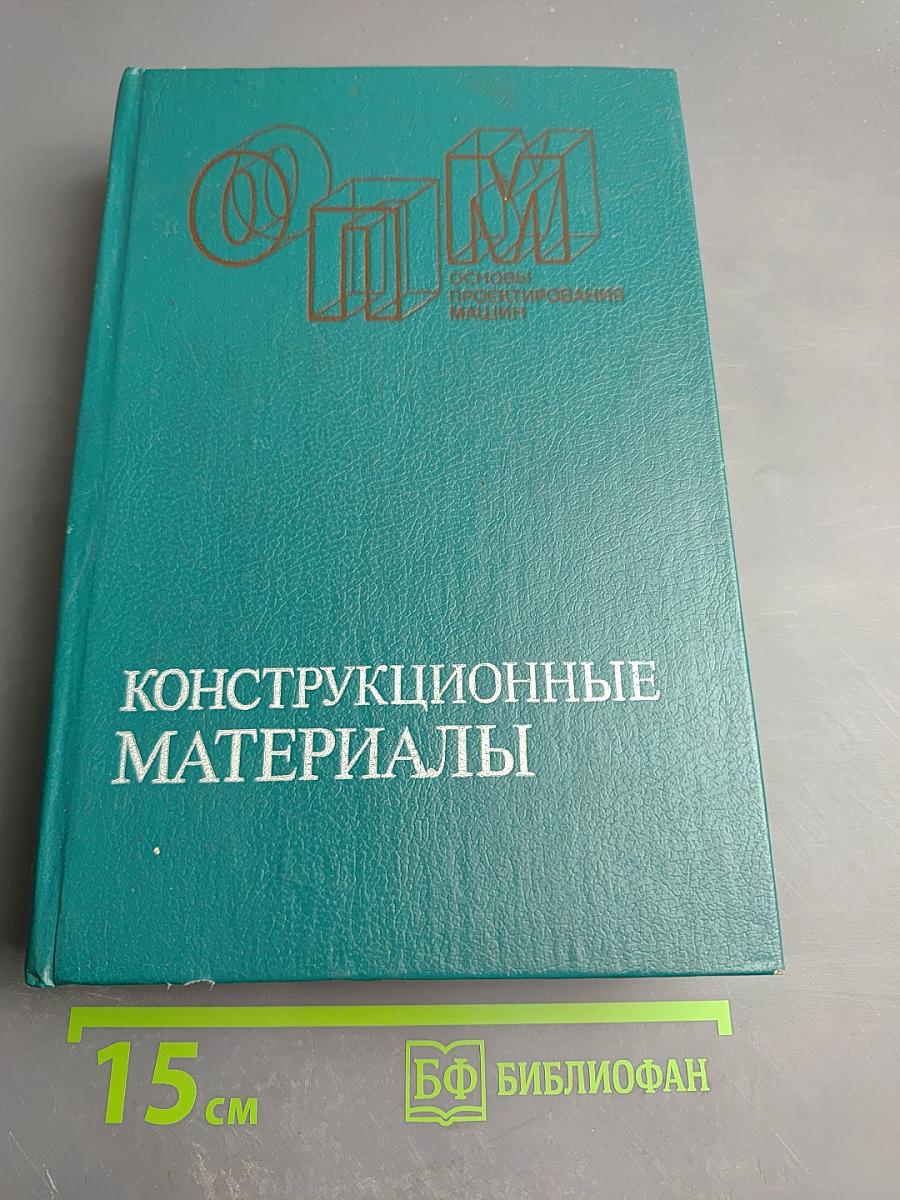 ОПМ
ОСНОВЫ
ПРОЕКТИРОВАНИЯ
МАШИН
КОНСТРУКЦИОННЫЕ
МАТЕРИАЛЫ
15 см
БФ БИБЛИОФАН